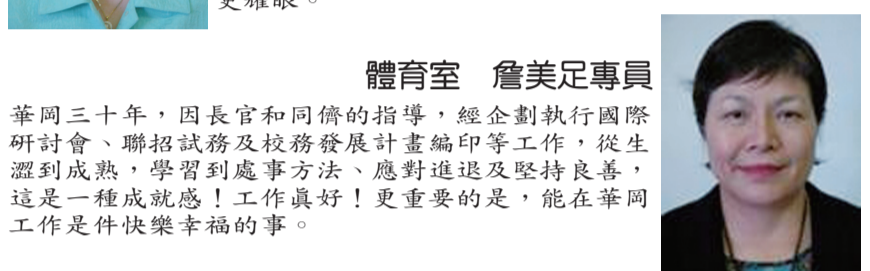 更耀眼。
體育室　詹美足專員
華岡三十年，因長官和同儕的指導，經企劃執行國際
研討會、聯招試務及校務發展計畫編印等工作，從生
澀到成熟，學習到處事方法、應對進退及堅持良善，
這是一種成就感！工作真好！更重要的是，能在華岡
工作是件快樂幸福的事。